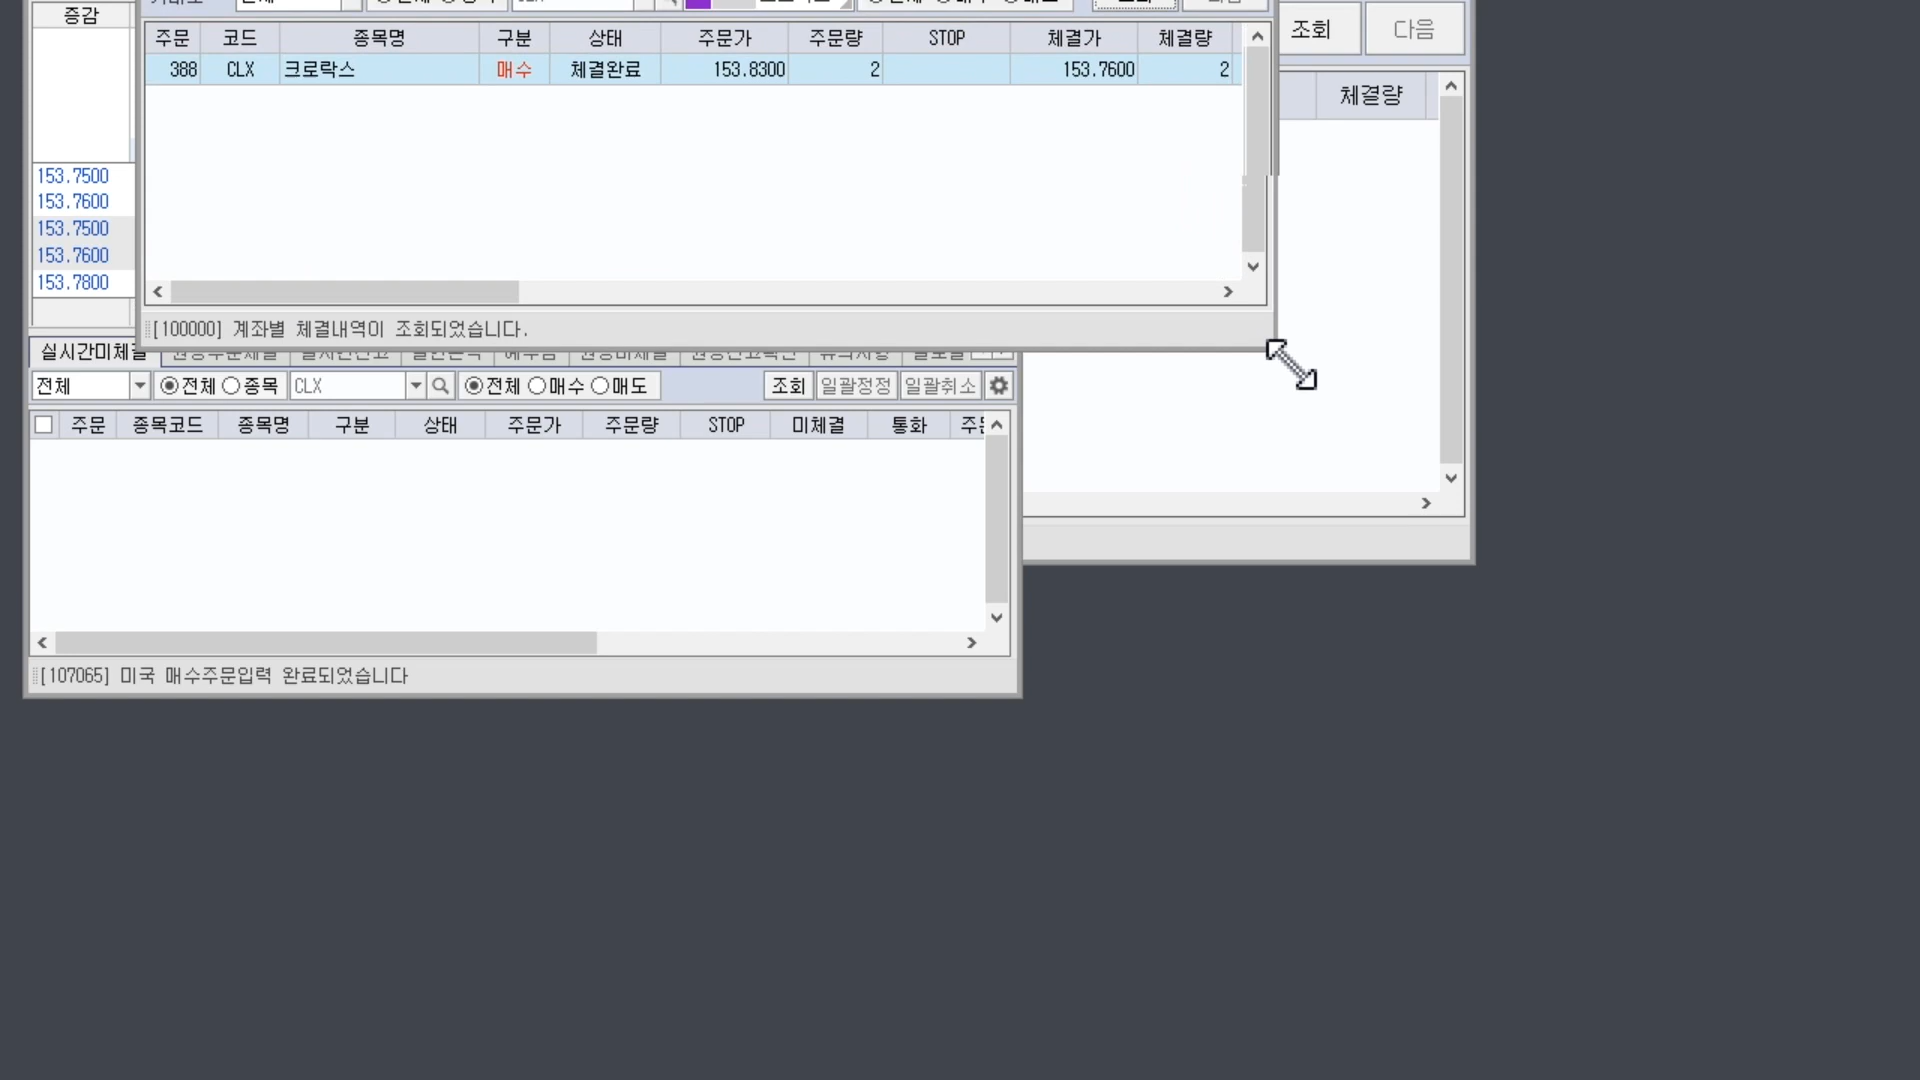 증감
조회 다음
주문 코드 종목명 구분 상태 주문가 주문량 STOP 체결가 체결량
388 CLX 크로락스 매수 체결완료 153.8300 2 153.7600 2
체결량
153.7500
153.7600
153.7500
153.7600
153.7800
[100000] 계좌별 체결내역이 조회되었습니다.
실시간미체결
전체 전체 종목 CLX 전체 매수 매도 조회 일괄정정 일괄취소
주문 종목코드 종목명 구분 상태 주문가 주문량 STOP 미체결 통화
[107065] 미국 매수주문입력 완료되었습니다